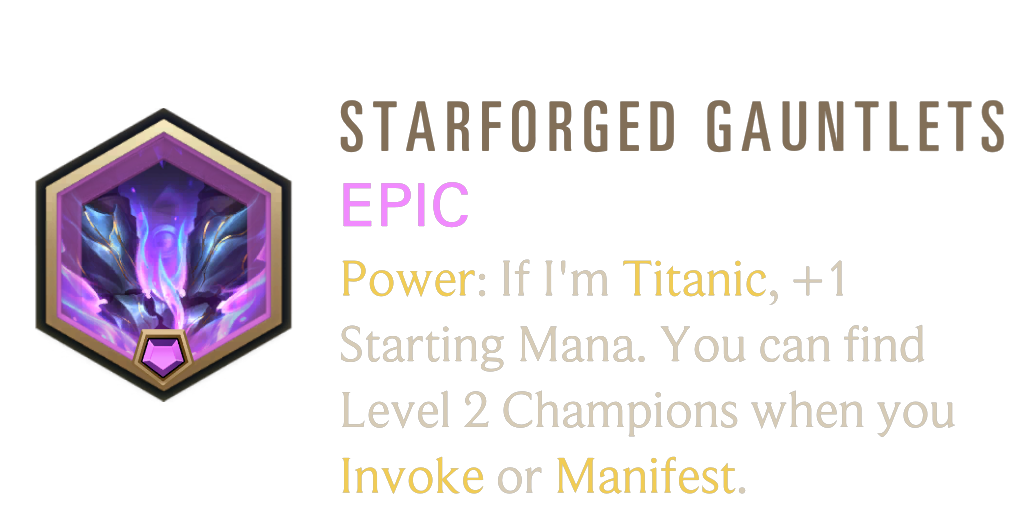 STARFORGED GAUNTLETS
EPIC
Power: If I'm Titanic, +1
Starting Mana. You can find
Level 2 Champions when you
Invoke or Manifest.